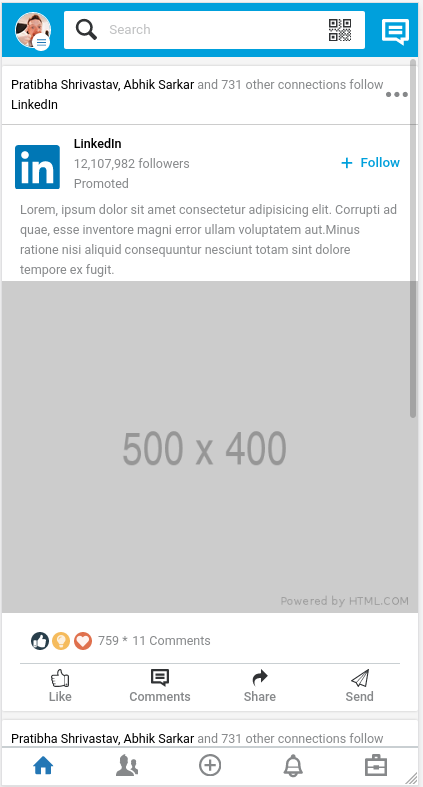 Search
Pratibha Shrivastav, Abhik Sarkar and 731 other connections follow
LinkedIn
in
LinkedIn
12,107,982 followers
Promoted
+ Follow
Lorem, ipsum dolor sit amet consectetur adipisicing elit. Corrupti ad
quae, esse inventore magni error ullam voluptatem aut.Minus
ratione nisi aliquid consequuntur nesciunt totam sint dolore
tempore ex fugit.
500 x 400
Powered by HTML.COM
759 * 11 Comments
Like Comments Share Send
Pratibha Shrivastav, Abhik Sarkar and 731 other connections follow